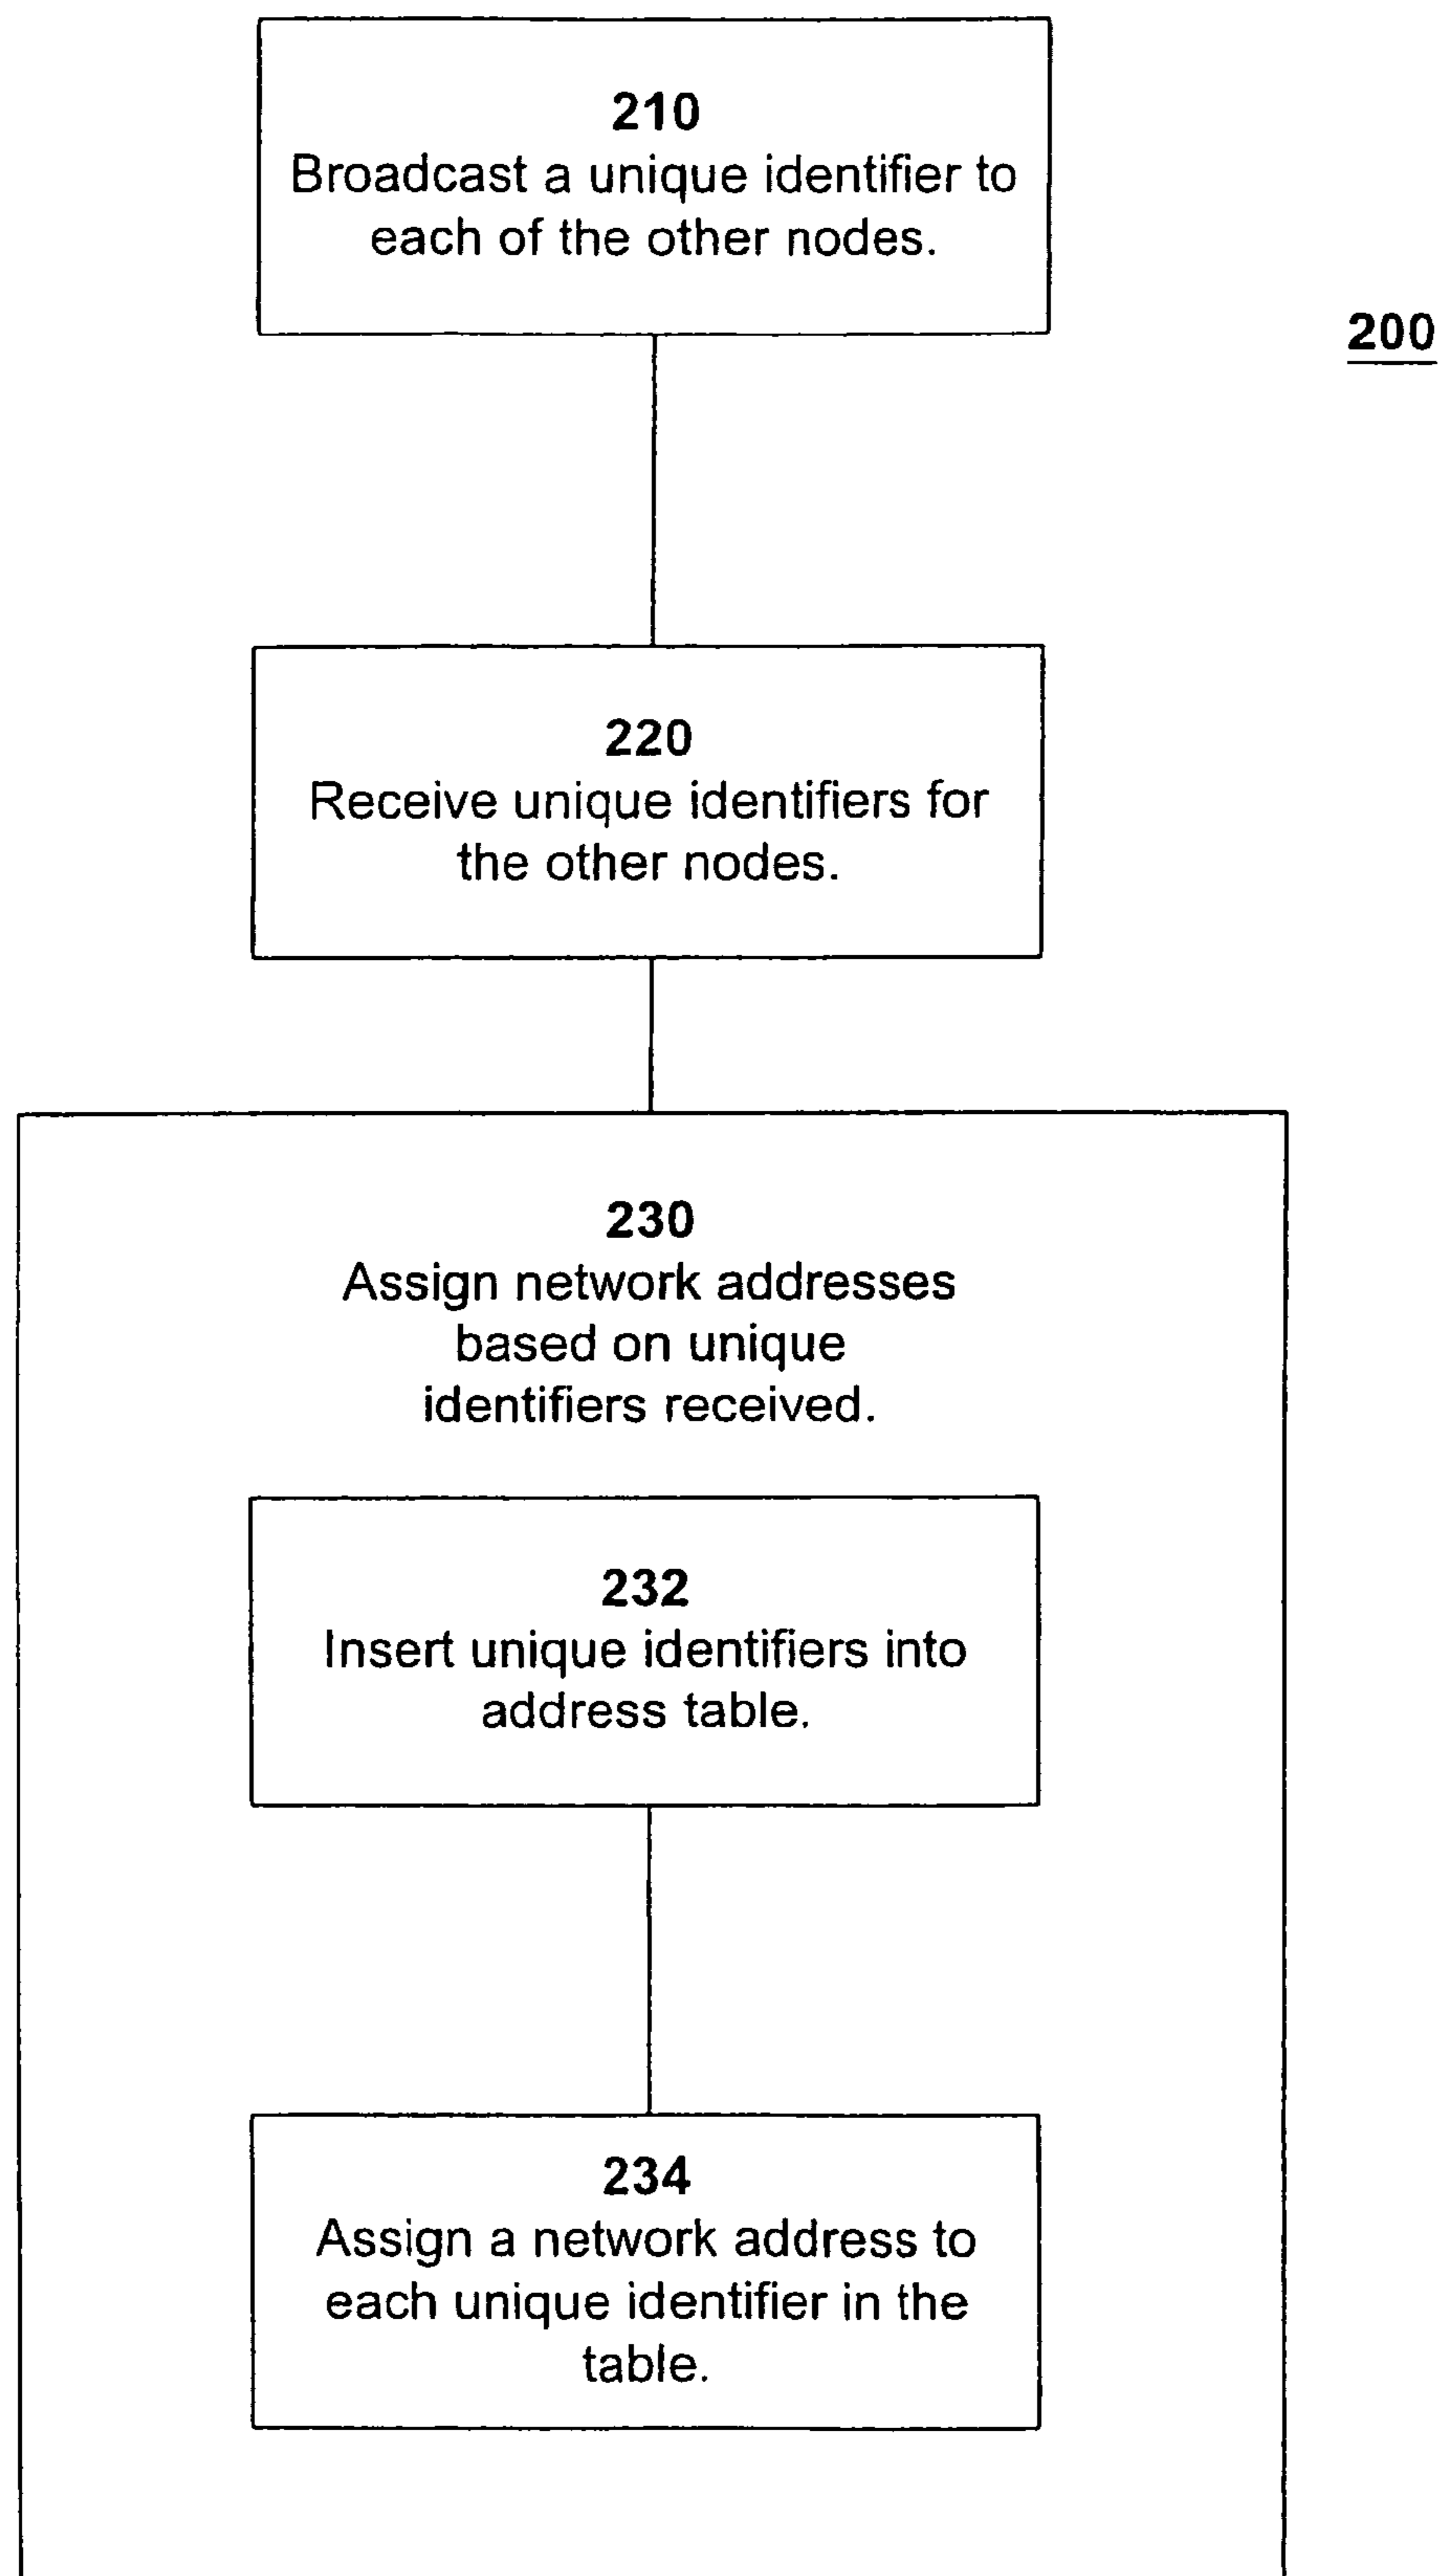 210
Broadcast a unique identifier to
each of the other nodes.
200
220
Receive unique identifiers for
the other nodes.
230
Assign network addresses
based on unique
identifiers received.
232
Insert unique identifiers into
address table.
234
Assign a network address to
each unique identifier in the
table.